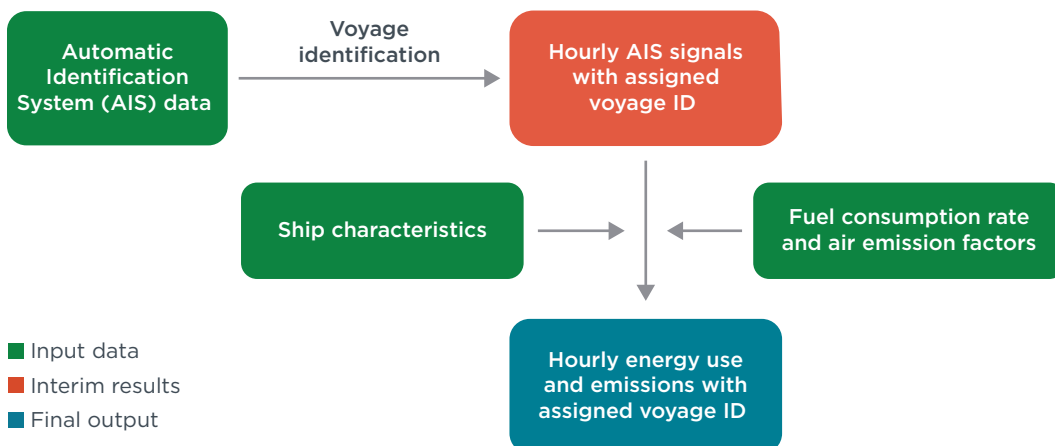 Automatic
Identification
System (AIS) data
Voyage
identification
Hourly AIS signals
with assigned
voyage ID
Ship characteristics
Fuel consumption rate
and air emission factors
Hourly energy use
and emissions with
assigned voyage ID
Input data
Interim results
Final output